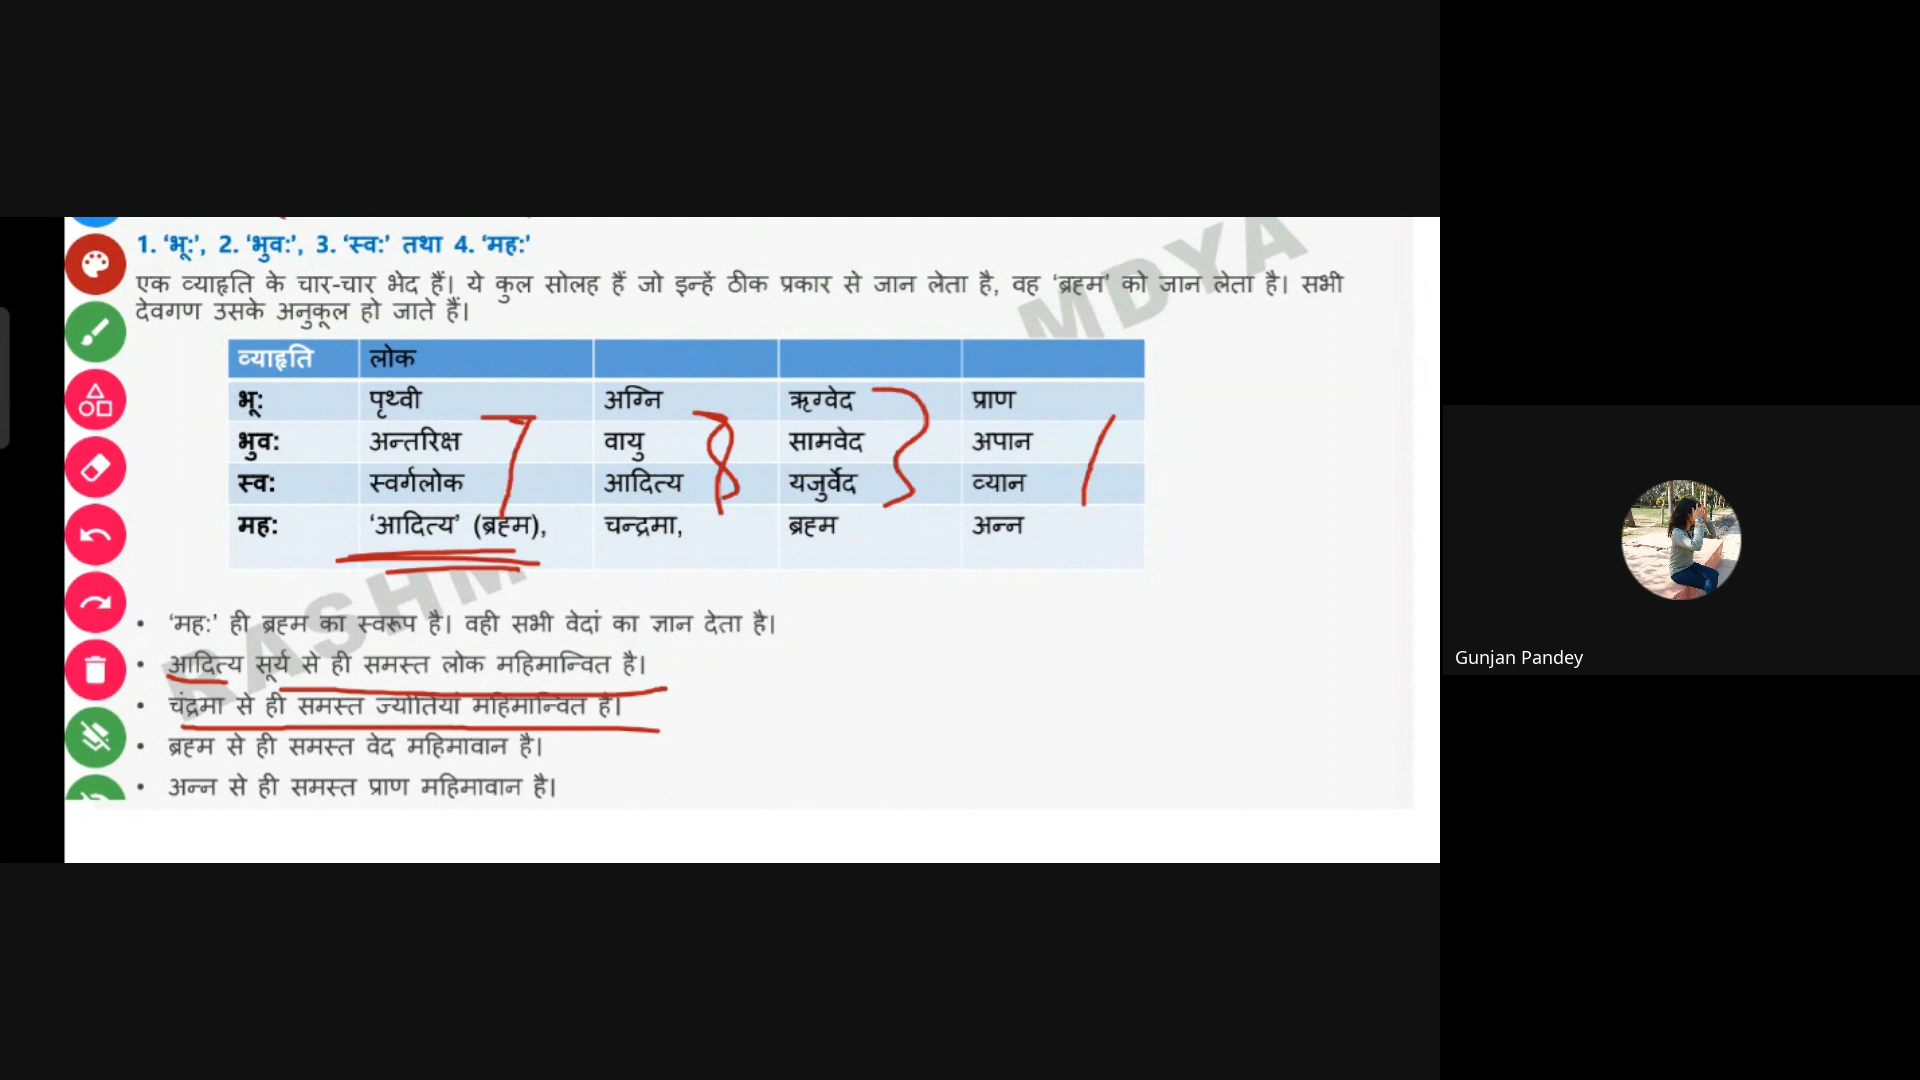 MDYA
1. ‘भू:’, 2. ‘भुव:’, 3. ‘स्व:’ तथा 4. ‘मह:’
एक व्याहृति के चार-चार भेद हैं। ये कुल सोलह हैं जो इन्हें ठीक प्रकार से जान लेता है, वह ‘ब्रह्म’ को जान लेता है। सभी
देवगण उसके अनुकूल हो जाते हैं।
व्याहृति लोक
भू: पृथ्वी अग्नि ऋग्वेद प्राण
भुव: अन्तरिक्ष वायु सामवेद अपान
स्व: स्वर्गलोक आदित्य यजुर्वेद व्यान
मह: ‘आदित्य’ (ब्रह्म), चन्द्रमा, ब्रह्म अन्न
RASHM
• ‘मह:’ ही ब्रह्म का स्वरूप है। वही सभी वेदां का ज्ञान देता है।
• आदित्य सूर्य से ही समस्त लोक महिमान्वित है।
• चंद्रमा से ही समस्त ज्योतियां महिमान्वित है।
• ब्रह्म से ही समस्त वेद महिमावान है।
• अन्न से ही समस्त प्राण महिमावान है।
Gunjan Pandey